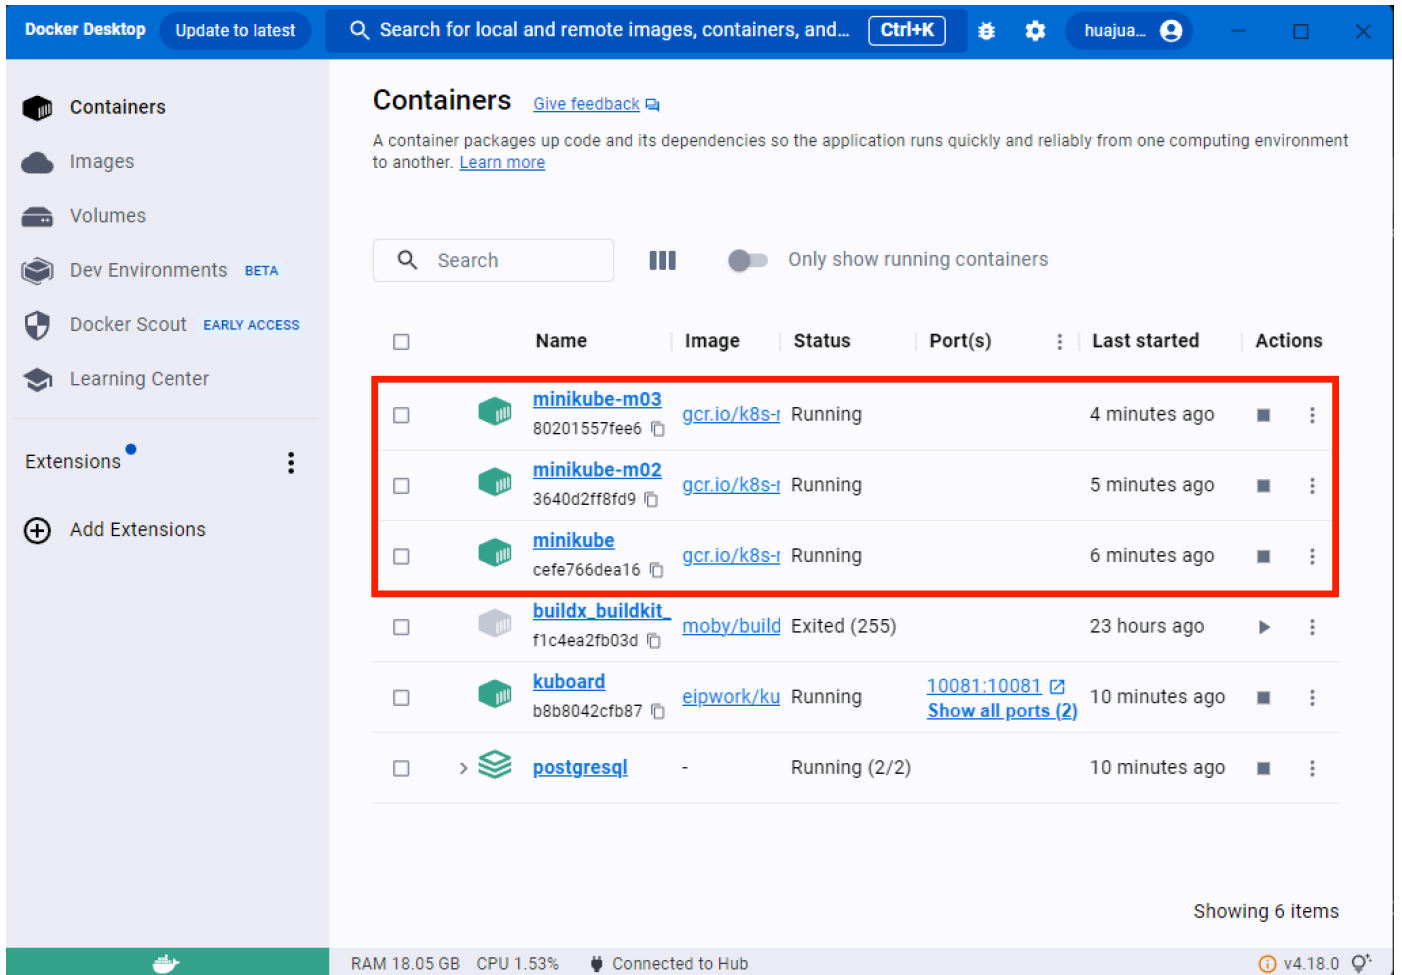 Docker Desktop
Update to latest
Search for local and remote images, containers, and...
Ctrl+K
huajua...
Containers
Images
Volumes
Dev Environments BETA
Docker Scout EARLY ACCESS
Learning Center
Extensions
Add Extensions
Containers
Give feedback
A container packages up code and its dependencies so the application runs quickly and reliably from one computing environment
to another. Learn more
Search
Only show running containers
Name Image Status Port(s) Last started Actions
minikube-m03
80201557fee6
gcr.io/k8s-r Running 4 minutes ago
minikube-m02
3640d2ff8fd9
gcr.io/k8s-r Running 5 minutes ago
minikube
cefe766dea16
gcr.io/k8s-r Running 6 minutes ago
buildx_buildkit_
f1c4ea2fb03d
moby/build Exited (255) 23 hours ago
kuboard
b8b8042cfb87
eipwork/ku Running
10081:10081
Show all ports (2)
10 minutes ago
postgresql - Running (2/2) 10 minutes ago
Showing 6 items
RAM 18.05 GB CPU 1.53% Connected to Hub
v4.18.0